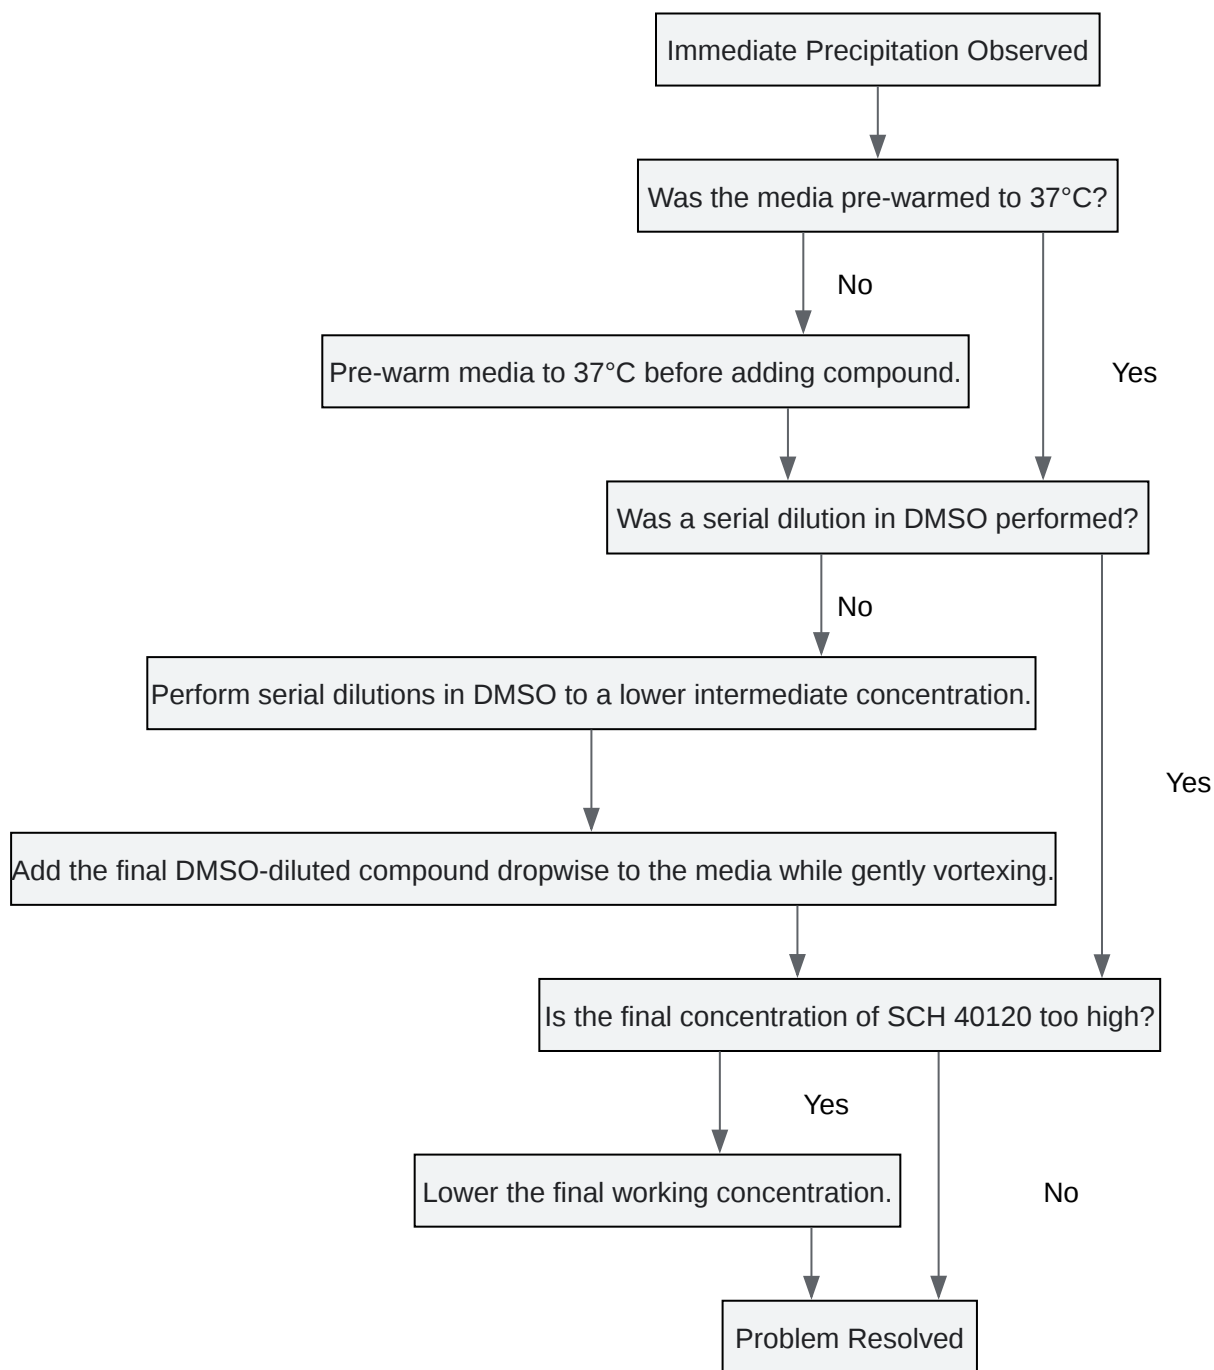 Immediate Precipitation Observed
Was the media pre-warmed to 37°C?
No
Pre-warm media to 37°C before adding compound.
Yes
Was a serial dilution in DMSO performed?
No
Perform serial dilutions in DMSO to a lower intermediate concentration.
Yes
Add the final DMSO-diluted compound dropwise to the media while gently vortexing.
Is the final concentration of SCH 40120 too high?
Yes
Lower the final working concentration.
No
Problem Resolved